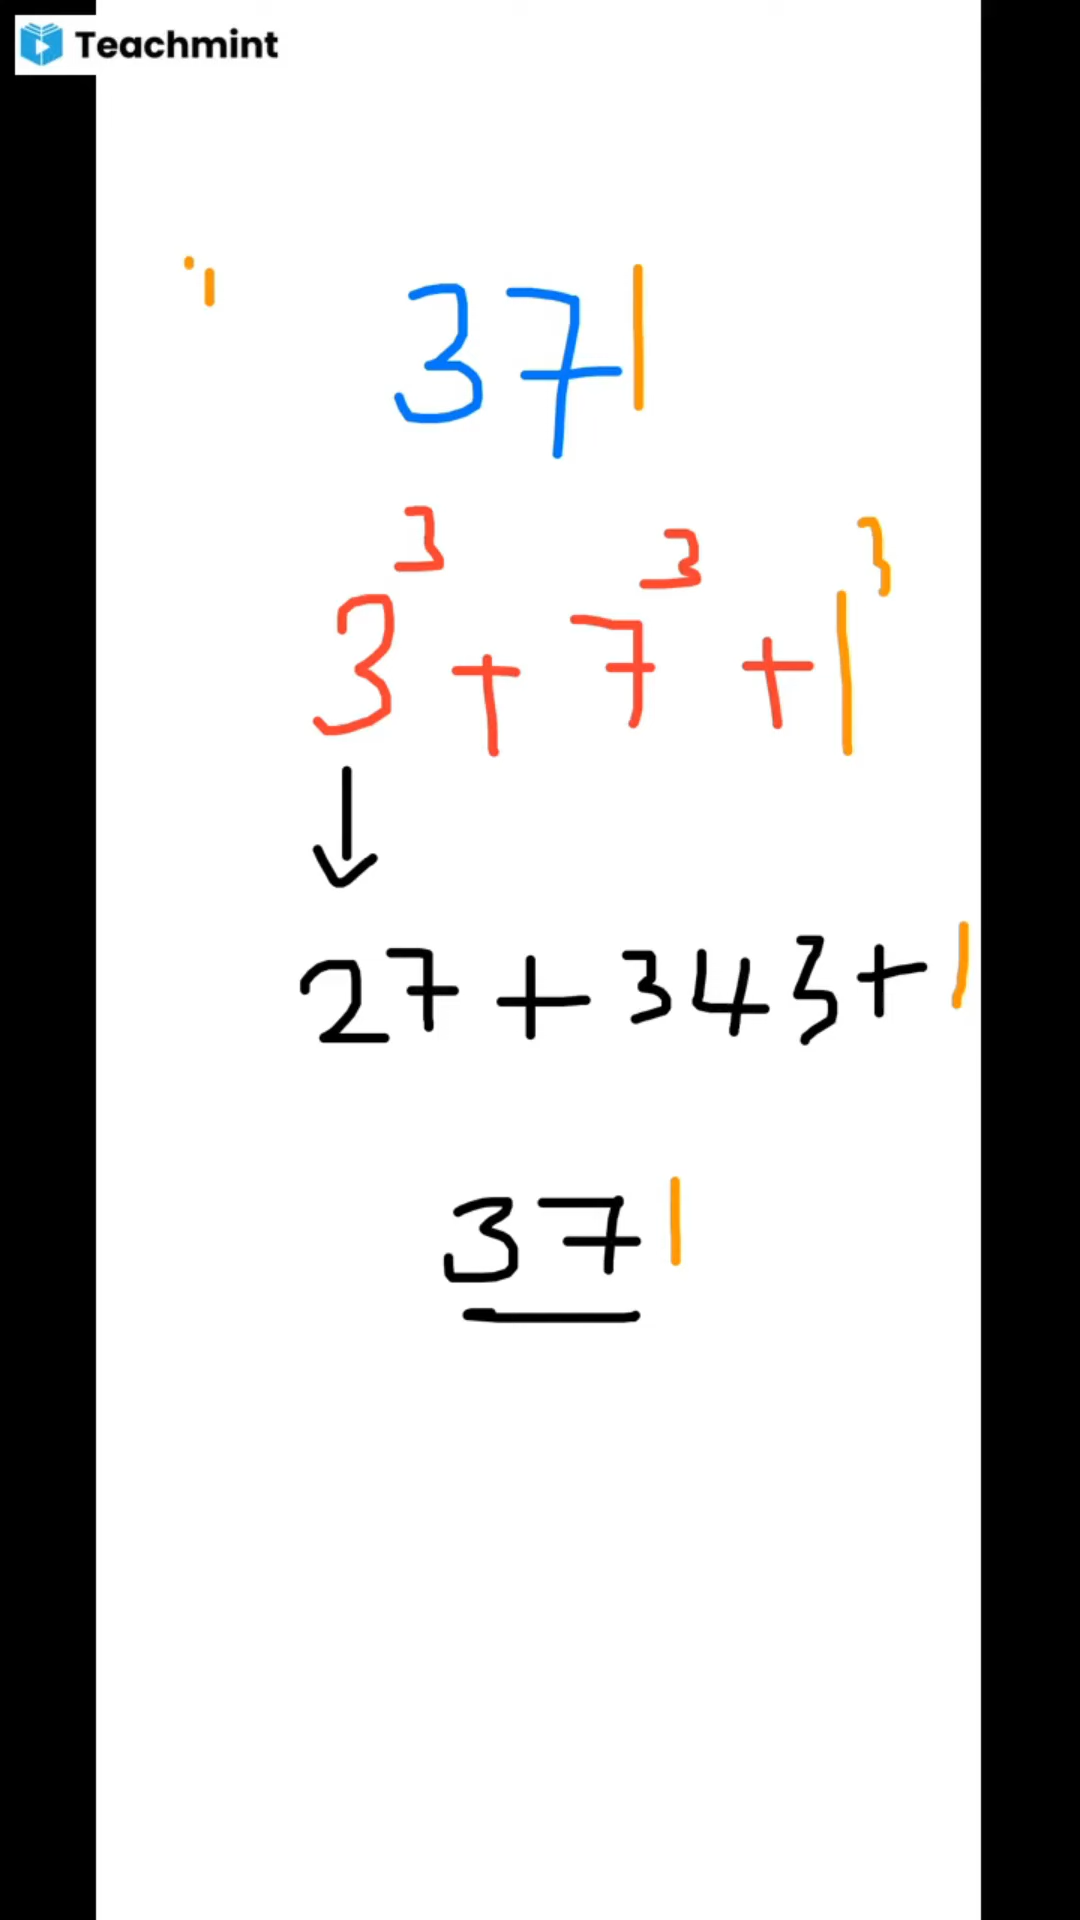 Teachmint
371
3³ + 7³ + 1³
27 + 343 + 1
371